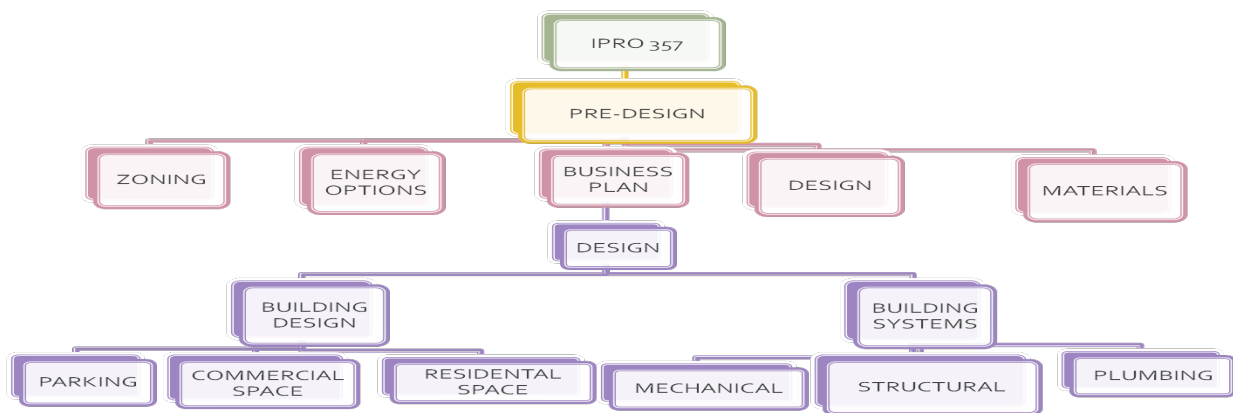 IPRO 357
PRE-DESIGN
ZONING
ENERGY
OPTIONS
BUSINESS
PLAN
DESIGN
MATERIALS
DESIGN
BUILDING
DESIGN
BUILDING
SYSTEMS
PARKING
COMMERCIAL
SPACE
RESIDENTAL
SPACE
MECHANICAL
STRUCTURAL
PLUMBING